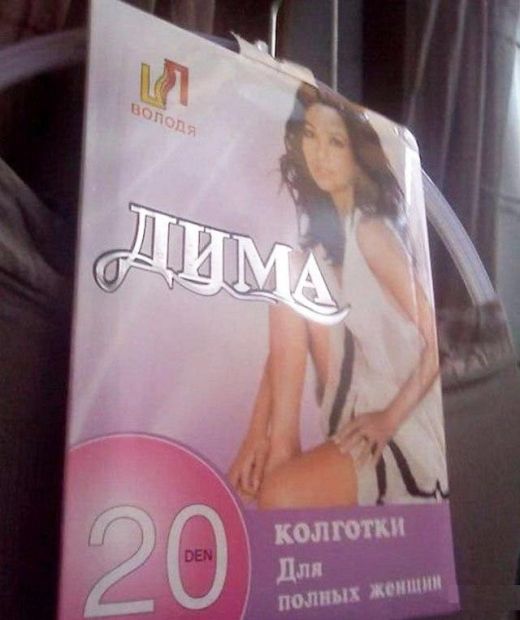 ВОЛОДЯ
ДИМА
20 DEN
КОЛГОТКИ
Для
полных женщин